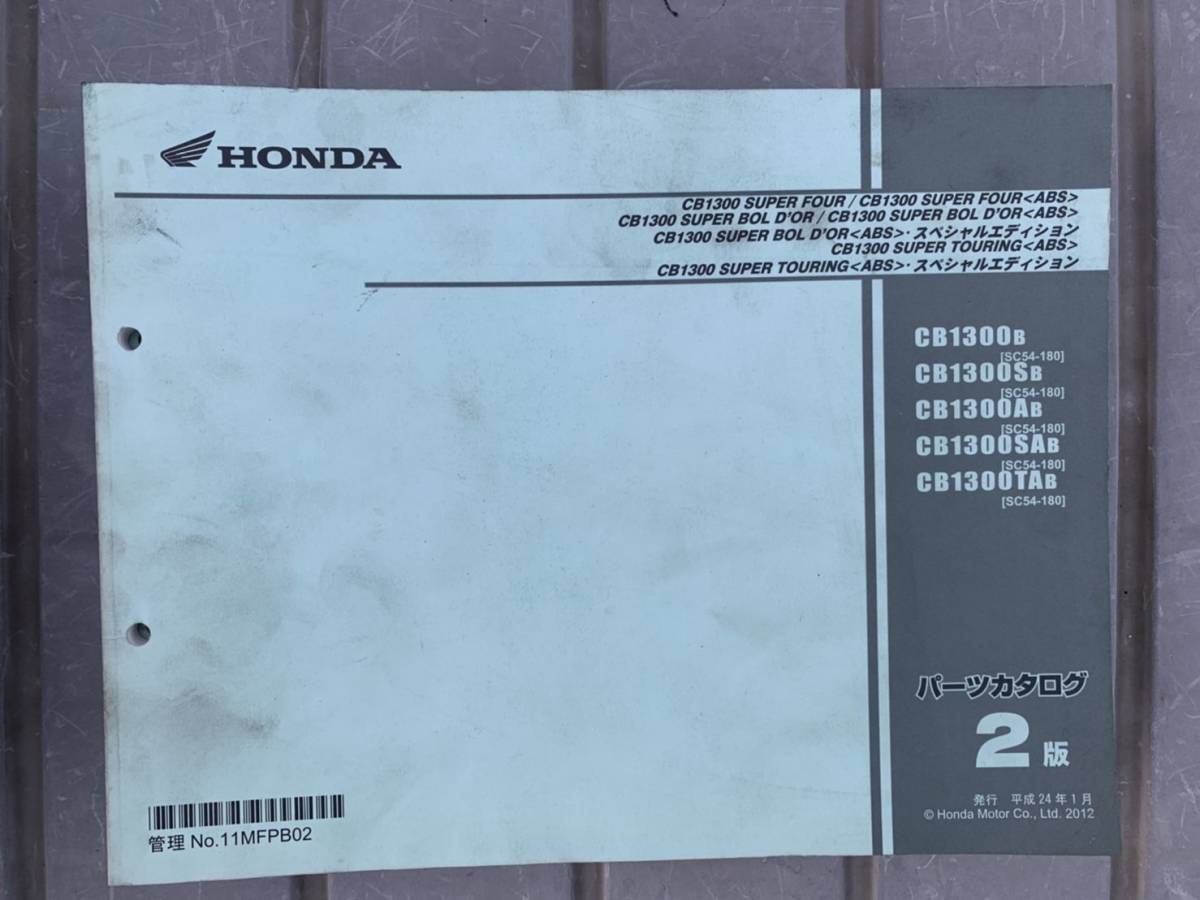 HONDA
CB1300 SUPER FOUR / CB1300 SUPER FOUR<ABS>
CB1300 SUPER BOL D'OR / CB1300 SUPER BOL D'OR<ABS>
CB1300 SUPER BOL D'OR<ABS>・スペシャルエディション
CB1300 SUPER TOURING<ABS>
CB1300 SUPER TOURING<ABS>・スペシャルエディション
CB1300B
[SC54-180]
CB1300SB
[SC54-180]
CB1300AB
[SC54-180]
CB1300SAB
[SC54-180]
CB1300TAB
[SC54-180]
パーツカタログ
2版
発行 平成24年1月
© Honda Motor Co., Ltd. 2012
管理 No.11MFPB02